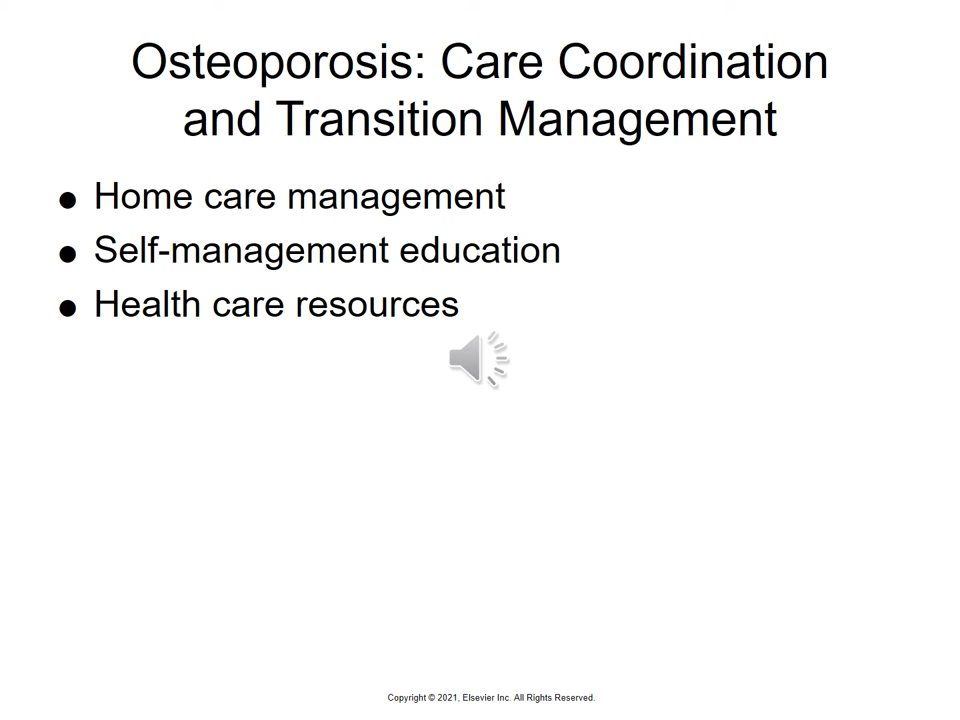 Osteoporosis: Care Coordination
and Transition Management
● Home care management
● Self-management education
● Health care resources
Copyright © 2021, Elsevier Inc. All Rights Reserved.